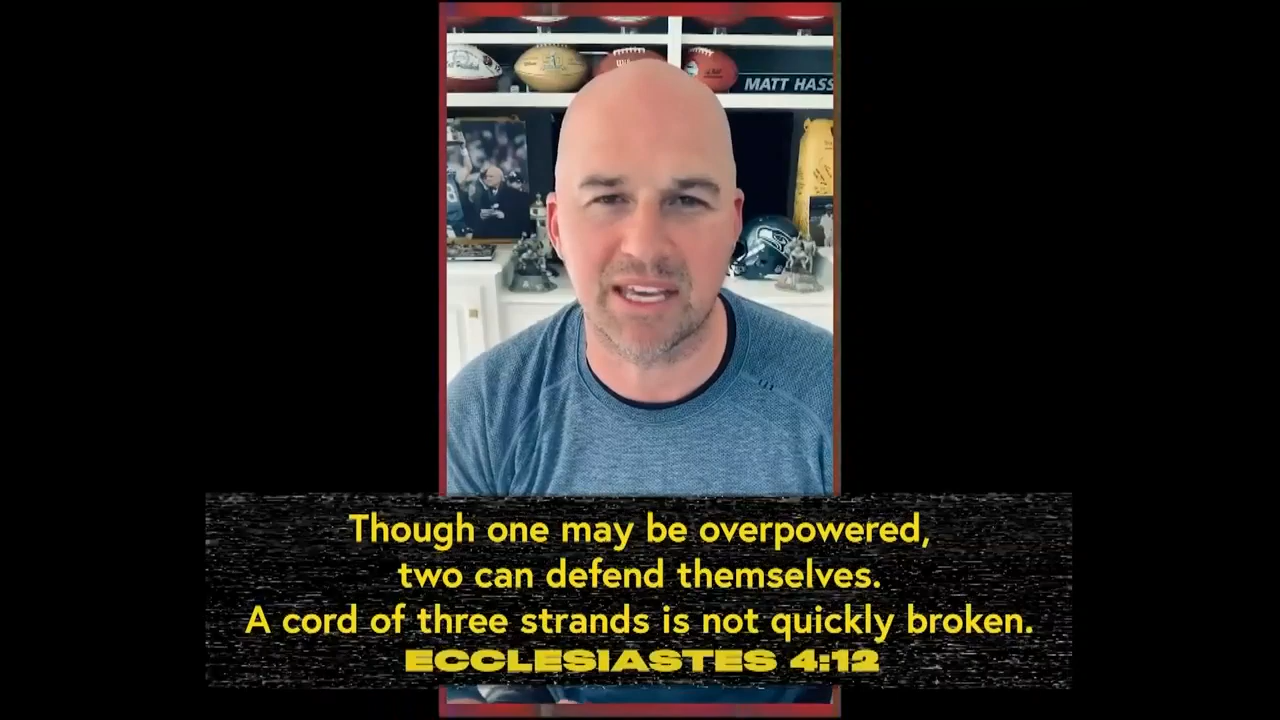 MATT HASS
Though one may be overpowered,
two can defend themselves.
A cord of three strands is not quickly broken.
ECCLESIASTES 4:12